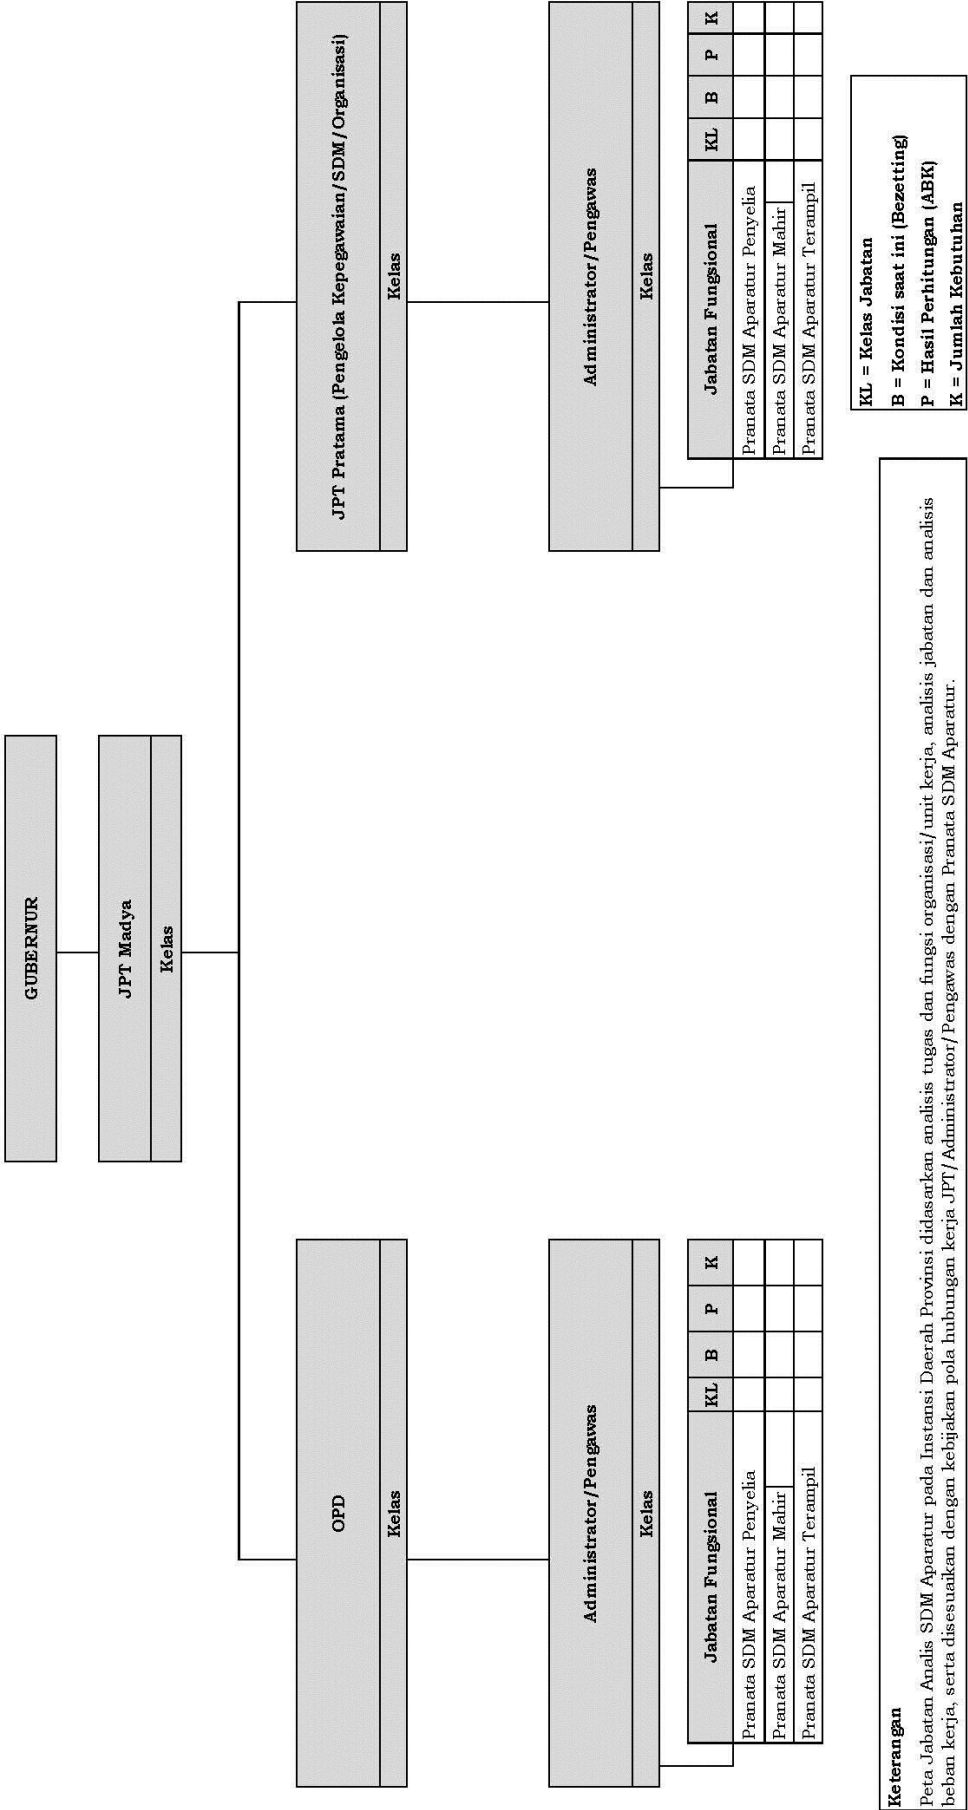 GUBERNUR
JPT Madya
Kelas
OPD
Kelas
Administrator/Pengawas
Kelas
Jabatan Fungsional KL B P K
Pranata SDM Aparatur Penyelia
Pranata SDM Aparatur Mahir
Pranata SDM Aparatur Terampil
JPT Pratama (Pengelola Kepegawaian/SDM/Organisasi)
Kelas
Administrator/Pengawas
Kelas
Jabatan Fungsional KL B P K
Pranata SDM Aparatur Penyelia
Pranata SDM Aparatur Mahir
Pranata SDM Aparatur Terampil
KL = Kelas Jabatan
B = Kondisi saat ini (Bezetting)
P = Hasil Perhitungan (ABK)
K = Jumlah Kebutuhan
Keterangan
Peta Jabatan Analis SDM Aparatur pada Instansi Daerah Provinsi didasarkan analisis tugas dan fungsi organisasi/unit kerja, analisis jabatan dan analisis
beban kerja, serta disesuaikan dengan kebijakan pola hubungan kerja JPT/Administrator/Pengawas dengan Pranata SDM Aparatur.